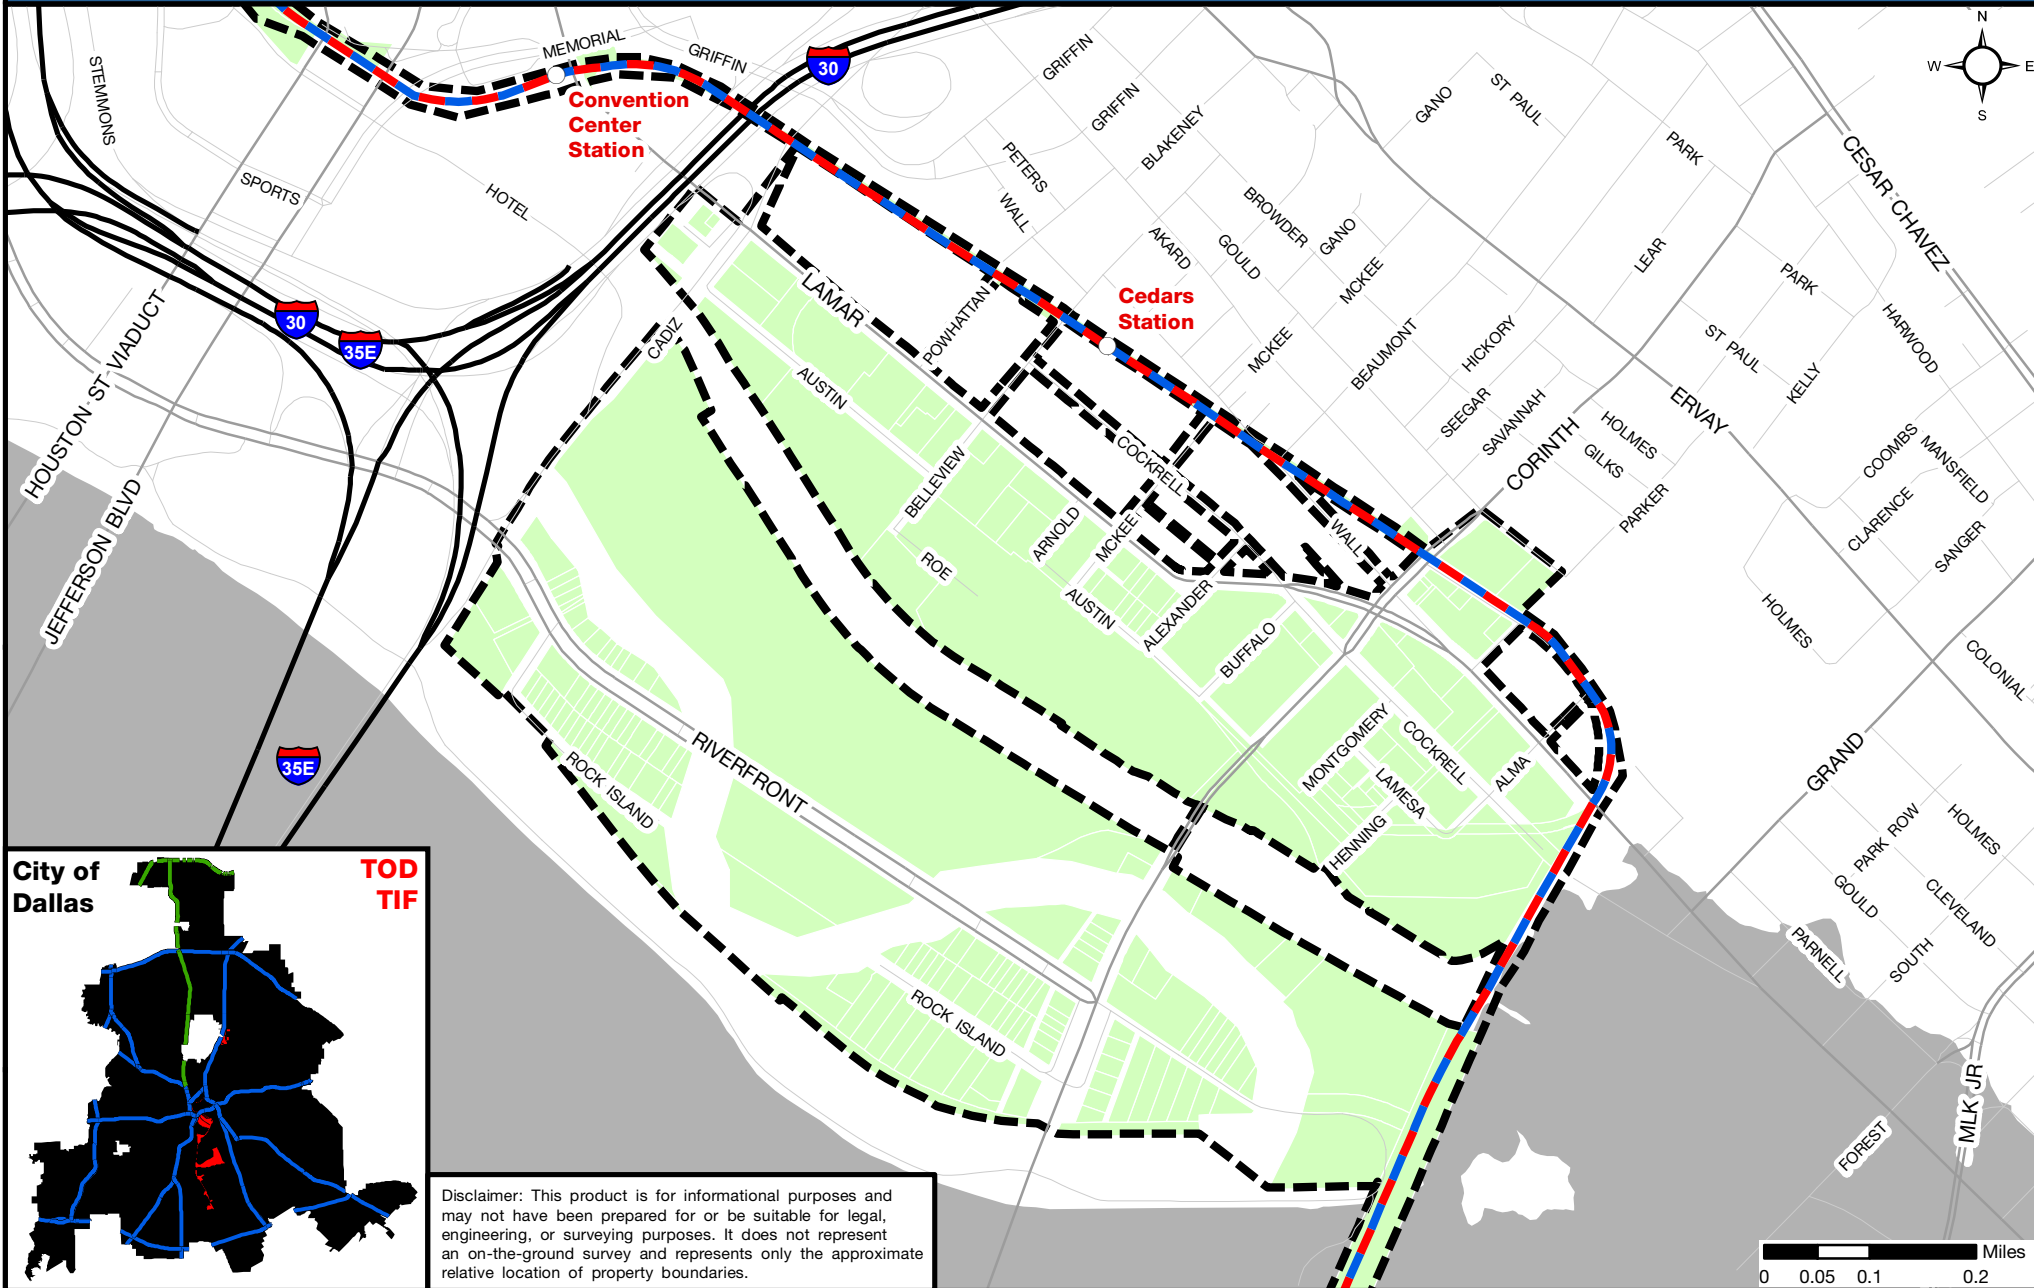 MEMORIAL
GRIFFIN
30
STEMMONS
Convention
Center
Station
SPORTS
HOTEL
GRIFFIN
GRIFFIN
BLAKENEY
PETERS
WALL
GANO
ST PAUL
PARK
N
W
E
S
CESAR CHAVEZ
BROWDER
GANO
AKARD
GOULD
MCKEE
LEAR
PARK
HARWOOD
Cedars
Station
LAMAR
POWHATTAN
CADIZ
30
35E
HOUSTON ST VIADUCT
JEFFERSON BLVD
MCKEE
BEAUMONT
HICKORY
ST PAUL
KELLY
ERVAY
AUSTIN
SEEGAR
SAVANNAH
CORINTH
HOLMES
GILKS
PARKER
COOMBS
MANSFIELD
CLARENCE
SANGER
COCKRELL
BELLEVIEW
ARNOLD
MCKEE
WALL
ROE
AUSTIN
ALEXANDER
BUFFALO
HOLMES
COLONIAL
MONTGOMERY
COCKRELL
LAMESA
ALMA
HENNING
GRAND
35E
RIVERFRONT
ROCK ISLAND
PARK ROW
HOLMES
GOULD
CLEVELAND
PARNELL
SOUTH
ROCK ISLAND
MLK JR
FOREST
City of
Dallas
TOD
TIF
Disclaimer: This product is for informational purposes and
may not have been prepared for or be suitable for legal,
engineering, or surveying purposes. It does not represent
an on-the-ground survey and represents only the approximate
relative location of property boundaries.
Miles
0 0.05 0.1 0.2